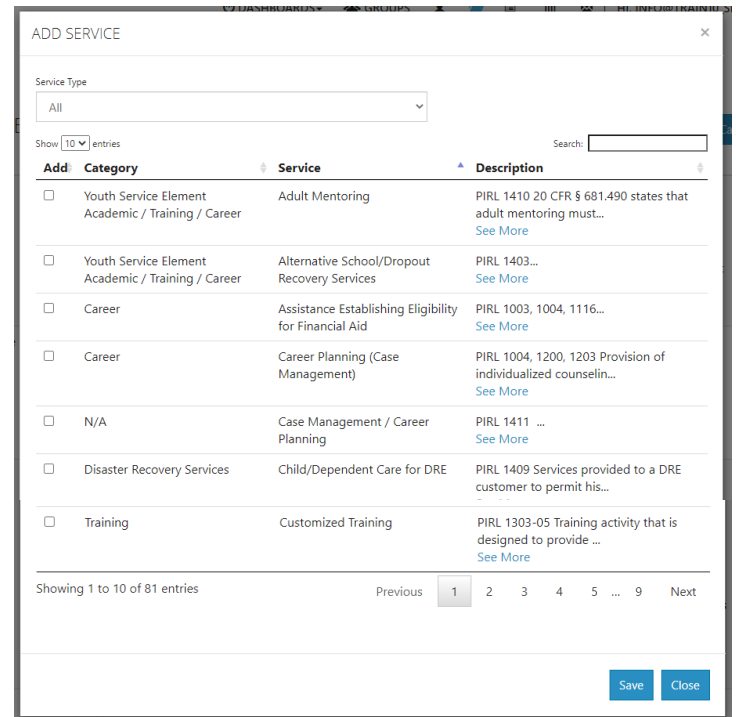 DASHBOARDS GROUPS HI, INFO@TRAIN10.S
ADD SERVICE ×
Service Type
All
Show 10 entries Search:
Add Category Service Description
Youth Service Element Adult Mentoring PIRL 1410 20 CFR § 681.490 states that
Academic / Training / Career adult mentoring must...
See More
Youth Service Element Alternative School/Dropout PIRL 1403...
Academic / Training / Career Recovery Services See More
Career Assistance Establishing Eligibility PIRL 1003, 1004, 1116...
for Financial Aid See More
Career Career Planning (Case PIRL 1004, 1200, 1203 Provision of
Management) individualized counselin...
See More
N/A Case Management / Career PIRL 1411 ...
Planning See More
Disaster Recovery Services Child/Dependent Care for DRE PIRL 1409 Services provided to a DRE
customer to permit his...
Training Customized Training PIRL 1303-05 Training activity that is
designed to provide ...
See More
Showing 1 to 10 of 81 entries Previous 1 2 3 4 5 ... 9 Next
Save Close